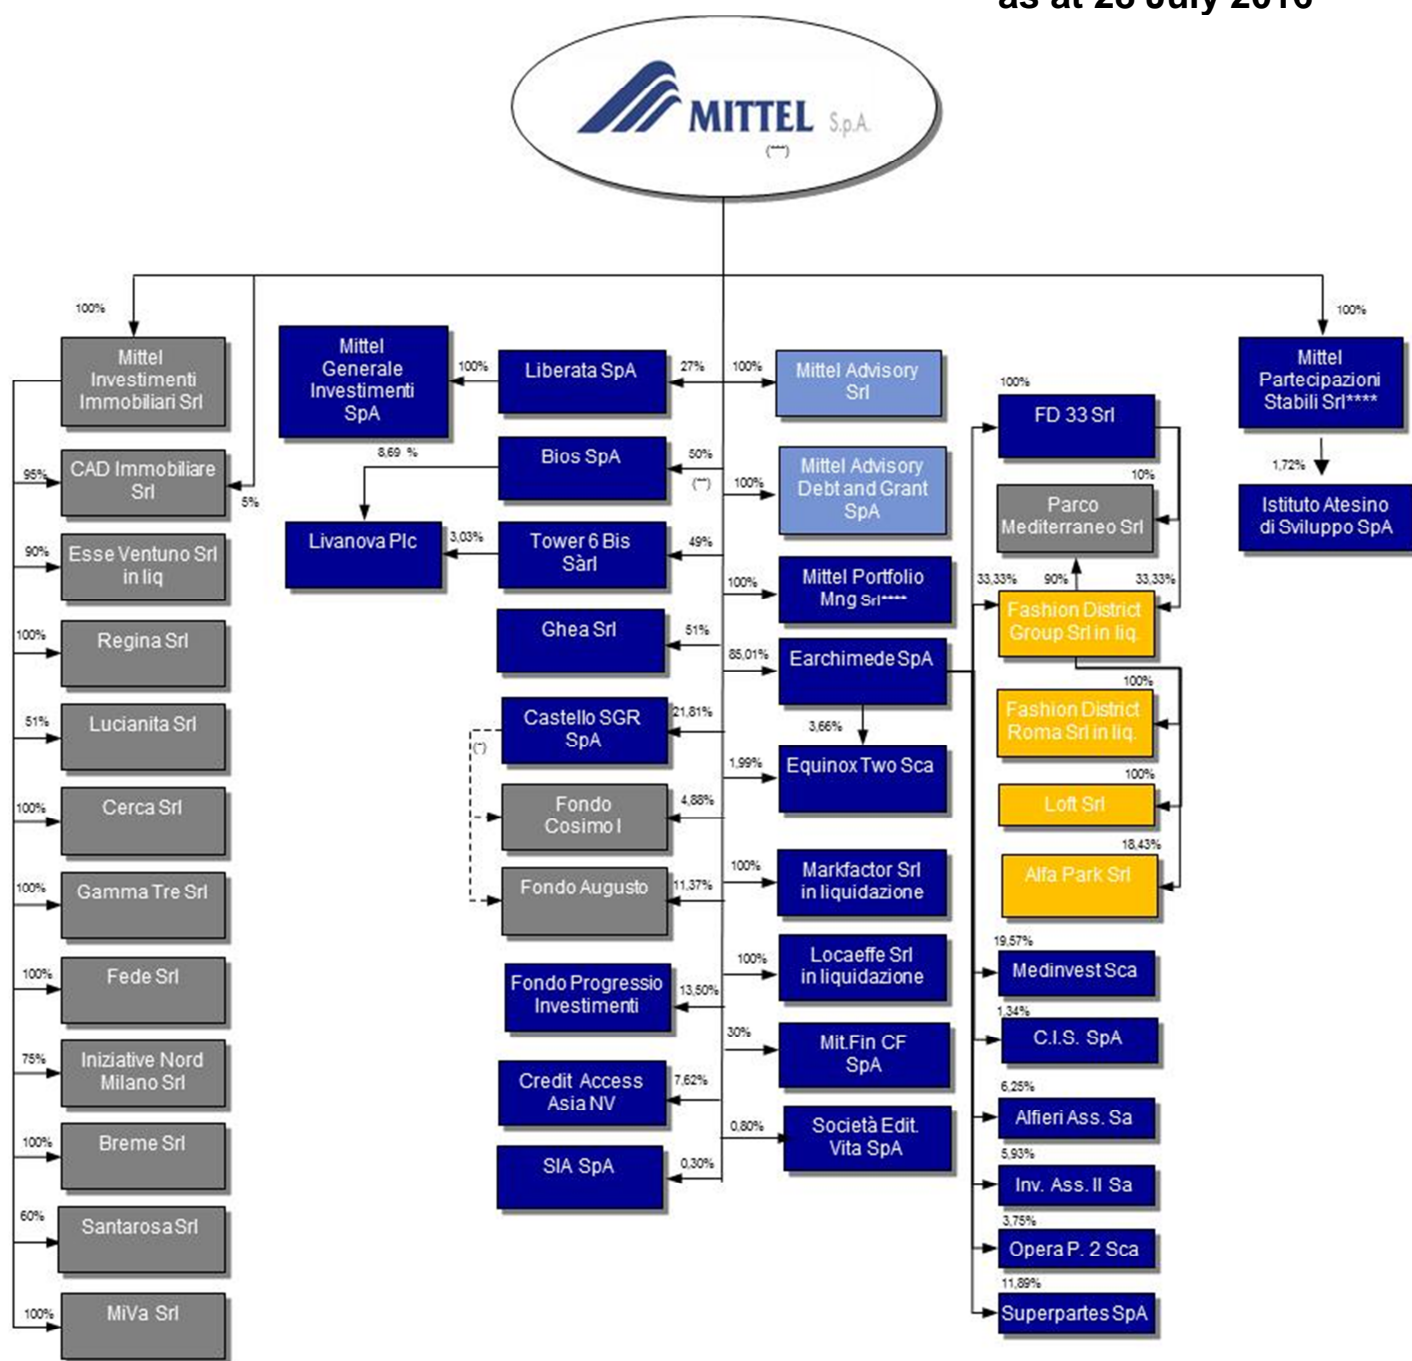 as at 28 July 2016
MITTEL S.p.A.
(***)
100%
Mittel
Investimenti
Immobiliari Srl
95%
CAD Immobiliare
Srl
5%
90%
Esse Ventuno Srl
in liq
100%
Regina Srl
51%
Lucianita Srl
100%
Cerca Srl
100%
Gamma Tre Srl
100%
Fede Srl
75%
Iniziative Nord
Milano Srl
100%
Breme Srl
60%
Santarosa Srl
100%
MiVa Srl
Mittel
Generale
Investimenti
SpA
100%
Liberata SpA
27%
8,69 %
Bios SpA
50%
(**)
Livanova Plc
3,03%
Tower 6 Bis
Sàrl
49%
Ghea Srl
51%
Castello SGR
SpA
21,81%
(*)
Fondo
Cosimo I
4,88%
Fondo Augusto
11,37%
Fondo Progressio
Investimenti
13,50%
Credit Access
Asia NV
7,62%
SIA SpA
0,30%
100%
Mittel Advisory
Srl
100%
Mittel Advisory
Debt and Grant
SpA
100%
Mittel Portfolio
Mng Srl****
85,01%
Earchimede SpA
3,66%
1,99%
Equinox Two Sca
100%
Markfactor Srl
in liquidazione
100%
Locaeffe Srl
in liquidazione
30%
Mit.Fin CF
SpA
0,80%
Società Edit.
Vita SpA
100%
FD 33 Srl
10%
Parco
Mediterraneo Srl
33,33%
90%
33,33%
Fashion District
Group Srl in liq.
100%
Fashion District
Roma Srl in liq.
100%
Loft Srl
18,43%
Alfa Park Srl
19,57%
Medinvest Sca
1,34%
C.I.S. SpA
6,25%
Alfieri Ass. Sa
5,93%
Inv. Ass. II Sa
3,75%
Opera P. 2 Sca
11,89%
Superpartes SpA
100%
Mittel
Partecipazioni
Stabili Srl****
1,72%
Istituto Atesino
di Sviluppo SpA